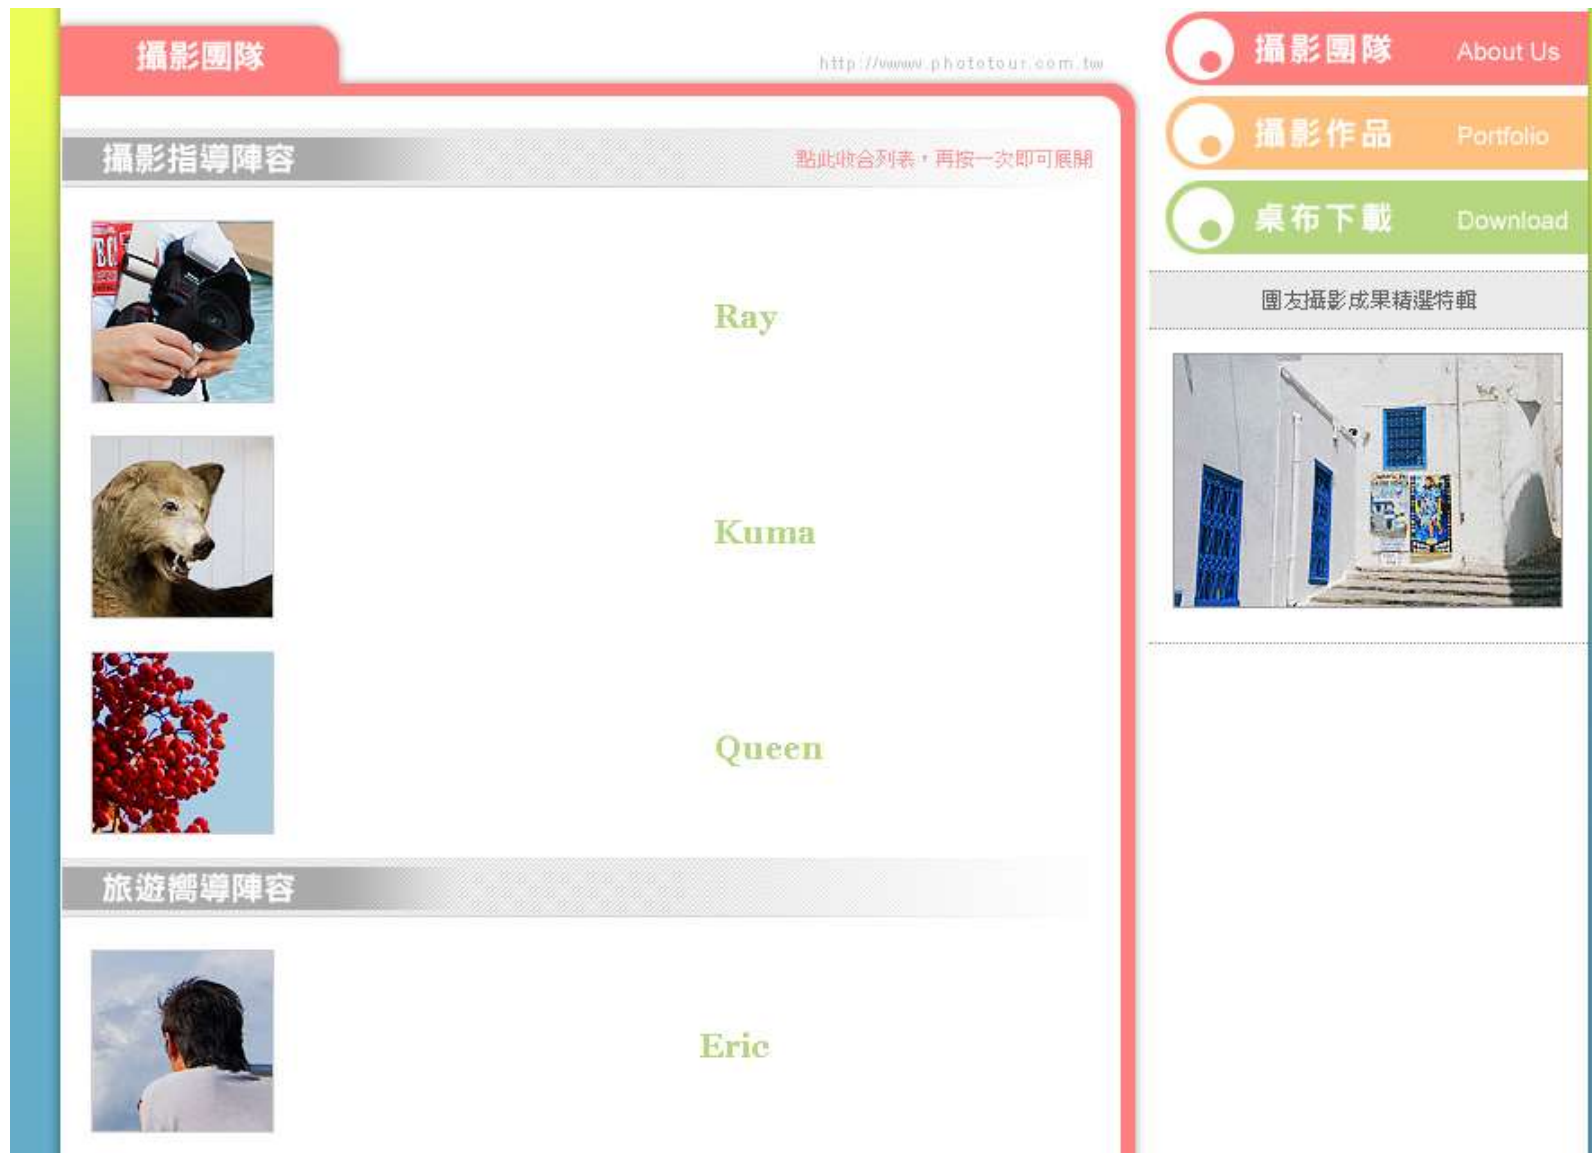 攝影團隊
http://www.phototour.com.tw
攝影指導陣容
點此收合列表，再按一次即可展開
Ray
Kuma
Queen
旅遊嚮導陣容
Eric
攝影團隊 About Us
攝影作品 Portfolio
桌布下載 Download
團友攝影成果精選特輯